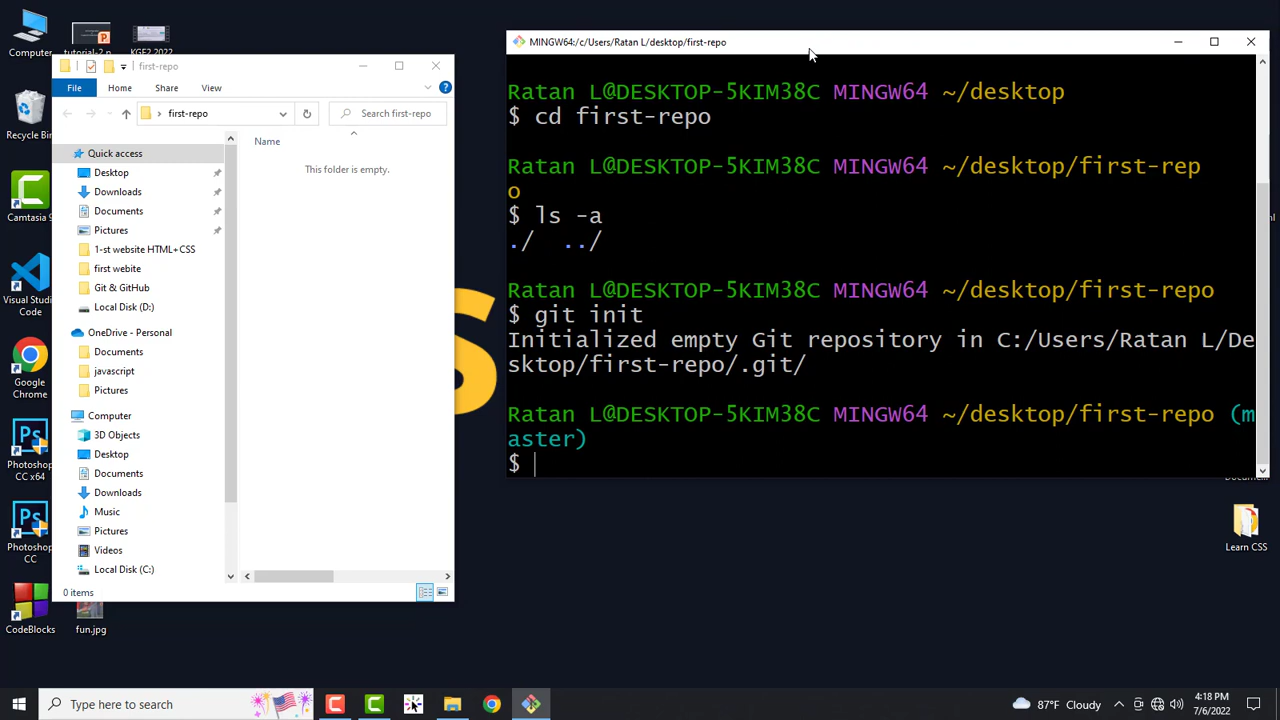 Computer
tutorial-2.p
KGF2 2022
first-repo
File
Home
Share
View
first-repo
Search first-repo
Recycle Bin
Camtasia 9
Visual Studio
Code
Google
Chrome
Photoshop
CC x64
Photoshop
CC
CodeBlocks
fun.jpg
Quick access
Desktop
Downloads
Documents
Pictures
1-st website HTML+CSS
first webite
Git & GitHub
Local Disk (D:)
OneDrive - Personal
Documents
javascript
Pictures
Computer
3D Objects
Desktop
Documents
Downloads
Music
Pictures
Videos
Local Disk (C:)
Name
This folder is empty.
0 items
MINGW64:/c/Users/Ratan L/desktop/first-repo
Ratan L@DESKTOP-5KIM38C MINGW64 ~/desktop
$ cd first-repo
Ratan L@DESKTOP-5KIM38C MINGW64 ~/desktop/first-rep
o
$ ls -a
./  ../
Ratan L@DESKTOP-5KIM38C MINGW64 ~/desktop/first-repo
$ git init
Initialized empty Git repository in C:/Users/Ratan L/De
sktop/first-repo/.git/
Ratan L@DESKTOP-5KIM38C MINGW64 ~/desktop/first-repo (m
aster)
$
Learn CSS
Type here to search
87°F Cloudy
4:18 PM
7/6/2022